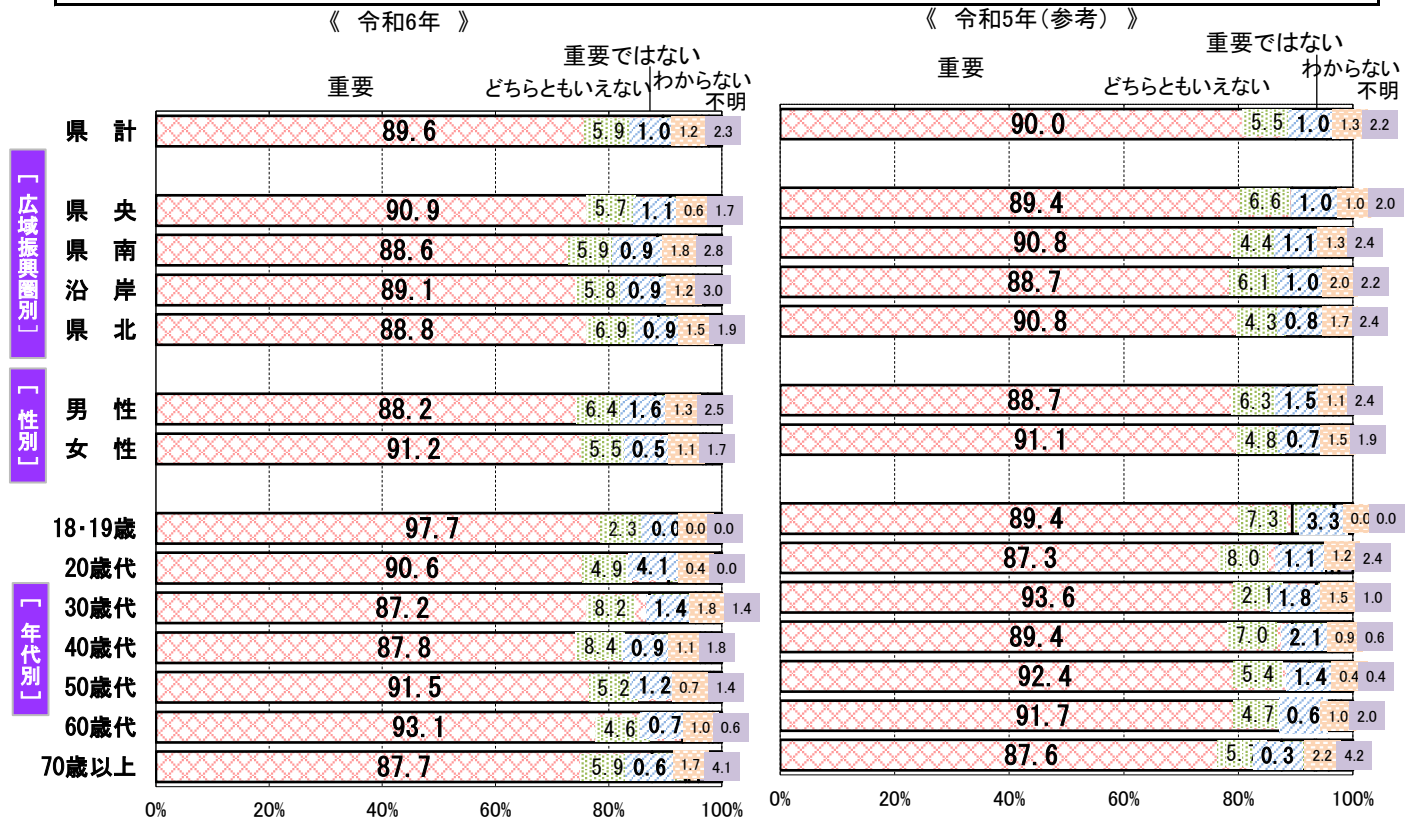 《 令和6年 》
重要 どちらともいえない 重要ではない わからない 不明
県 計 89.6 5.9 1.0 1.2 2.3
[ 広域振興圏別 ]
県 央 90.9 5.7 1.1 0.6 1.7
県 南 88.6 5.9 0.9 1.8 2.8
沿 岸 89.1 5.8 0.9 1.2 3.0
県 北 88.8 6.9 0.9 1.5 1.9
[ 性別 ]
男 性 88.2 6.4 1.6 1.3 2.5
女 性 91.2 5.5 0.5 1.1 1.7
[ 年代別 ]
18・19歳 97.7 2.3 0.0 0.0 0.0
20歳代 90.6 4.9 4.1 0.4 0.0
30歳代 87.2 8.2 1.4 1.8 1.4
40歳代 87.8 8.4 0.9 1.1 1.8
50歳代 91.5 5.2 1.2 0.7 1.4
60歳代 93.1 4.6 0.7 1.0 0.6
70歳以上 87.7 5.9 0.6 1.7 4.1
0% 20% 40% 60% 80% 100%
《 令和5年(参考) 》
重要 どちらともいえない 重要ではない わからない 不明
90.0 5.5 1.0 1.3 2.2
89.4 6.6 1.0 1.0 2.0
90.8 4.4 1.1 1.3 2.4
88.7 6.1 1.0 2.0 2.2
90.8 4.3 0.8 1.7 2.4
88.7 6.3 1.5 1.1 2.4
91.1 4.8 0.7 1.5 1.9
89.4 7.3 3.3 0.0 0.0
87.3 8.0 1.1 1.2 2.4
93.6 2.1 1.8 1.5 1.0
89.4 7.0 2.1 0.9 0.6
92.4 5.4 1.4 0.4 0.4
91.7 4.7 0.6 1.0 2.0
87.6 0.3 2.2 4.2
0% 20% 40% 60% 80% 100%